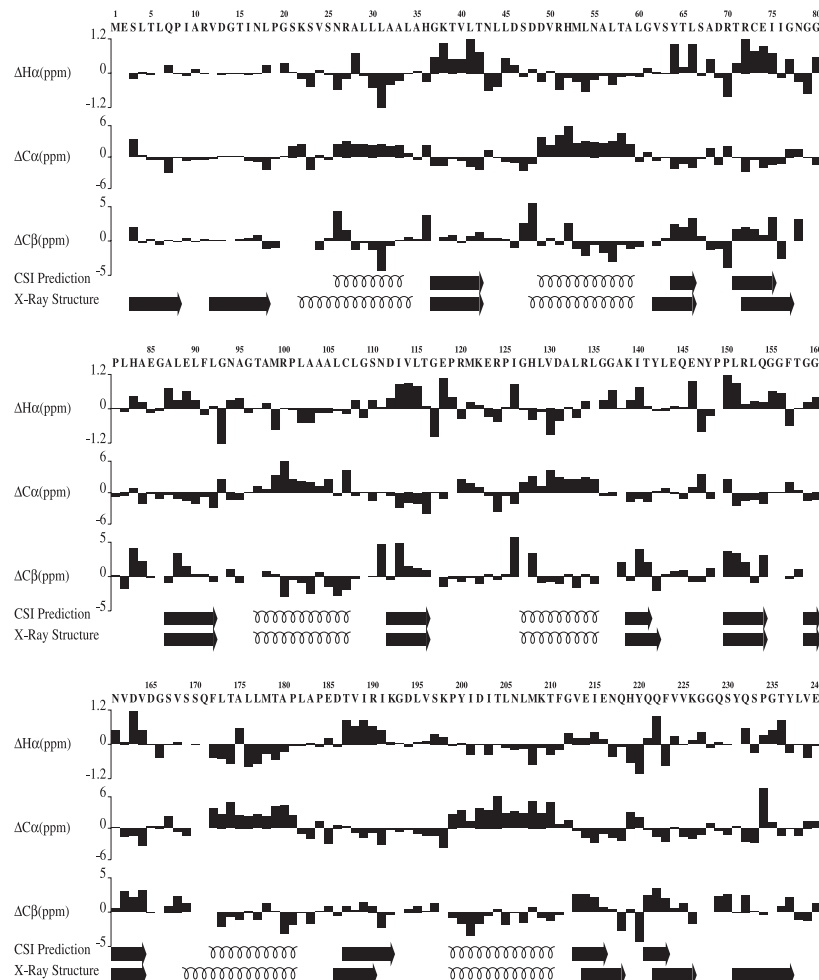 1 5 10 15 20 25 30 35 40 45 50 55 60 65 70 75 80
MESLTLQPIARVDGTINLPGSKSVSNRALLLAALAHGKTVLTNLLDSDDVRHMLNALTALGVSYTLSADRTRCEIIGNGG
1.2
ΔHα(ppm) 0
-1.2
6
ΔCα(ppm) 0
-6
5
ΔCβ(ppm) 0
-5
CSI Prediction
X-Ray Structure
85 90 95 100 105 110 115 120 125 130 135 140 145 150 155 160
PLHAEGALELFLGNAGTAMRPLAAALCLGSNDIVLTGEPRMKERPIGHLVDALRLGGAKITYLEQENYPPLRLQGGFTGG
1.2
ΔHα(ppm) 0
-1.2
6
ΔCα(ppm) 0
-6
5
ΔCβ(ppm) 0
-5
CSI Prediction
X-Ray Structure
165 170 175 180 185 190 195 200 205 210 215 220 225 230 235 240
NVDVDGSVSSQFLTALLMTAPLAPEDTVIRIKGDLVSKPYIDITLNLMKTFGVEIENQHYQQFVVKGGQSYQSPGTYLVE
1.2
ΔHα(ppm) 0
-1.2
6
ΔCα(ppm) 0
-6
5
ΔCβ(ppm) 0
-5
CSI Prediction
X-Ray Structure